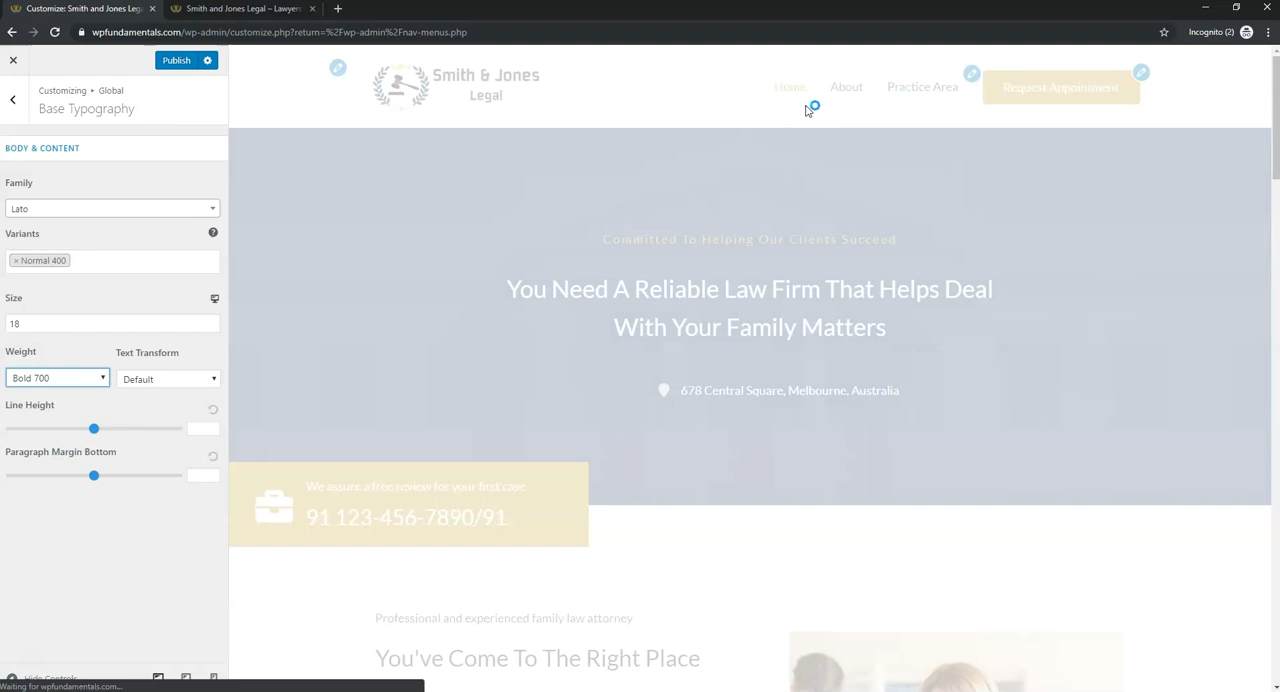 Customize: Smith and Jones Lega
Smith and Jones Legal – Lawyers
wpfundamentals.com/wp-admin/customize.php?return=%2Fwp-admin%2Fnav-menus.php
Incognito (2)
Publish
Customizing ▸ Global
Base Typography
BODY & CONTENT
Family
Lato
Variants
× Normal 400
Size
18
Weight
Text Transform
Bold 700
Default
Line Height
Paragraph Margin Bottom
Hide Controls
Waiting for wpfundamentals.com...
Smith & Jones
Legal
Home
About
Practice Area
Request Appointment
Committed To Helping Our Clients Succeed
You Need A Reliable Law Firm That Helps Deal
With Your Family Matters
678 Central Square, Melbourne, Australia
We assure a free review for your first case
91 123-456-7890/91
Professional and experienced family law attorney
You've Come To The Right Place